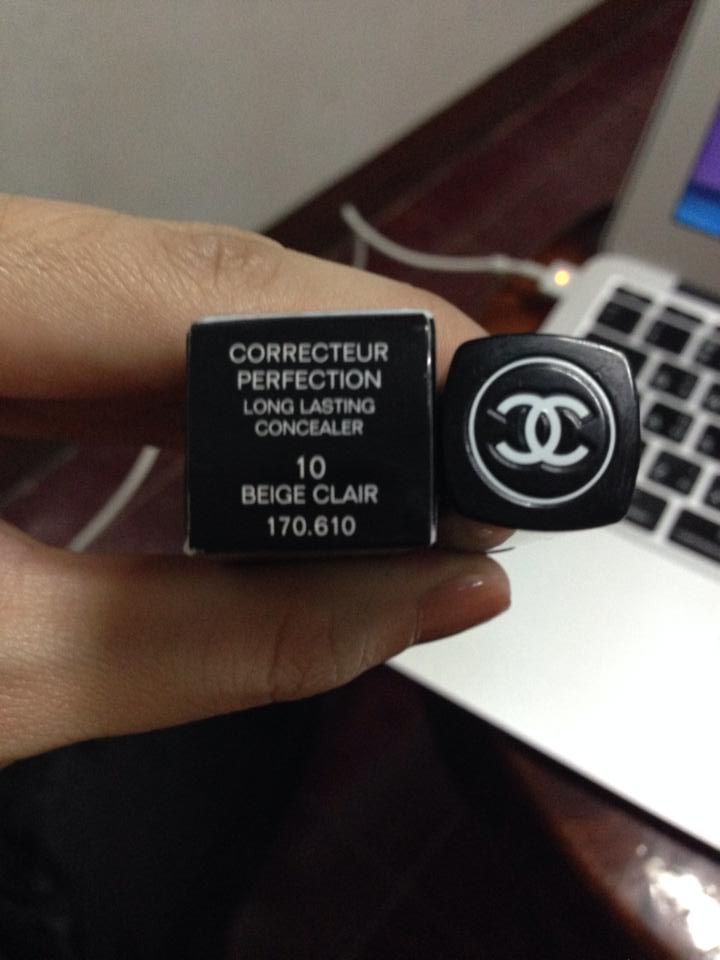 CORRECTEUR
PERFECTION
LONG LASTING
CONCEALER
10
BEIGE CLAIR
170.610